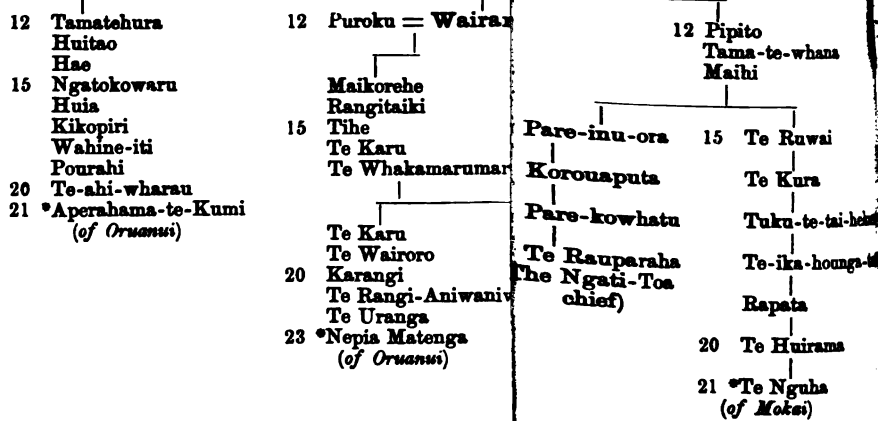 12 Tamatehura
Huitao
Hae
15 Ngatokowaru
Huia
Kikopiri
Wahine-iti
Pourahi
20 Te-ahi-wharau
21 *Aperahama-te-Kumi
(of Oruanui)
12 Puroku =
Maikorehe
Rangitaiki
15 Tihe
Te Karu
Te
Te Karu
Te Wairoro
20 Karangi
Te
Te Uranga
23 *Nepia Matenga
(of Oruanui)
12 Pipito
Tama-te-whana
Maihi
Pare-inu-ora
Korouaputa
Pare-kowhatu
Te Rauparaha
The Ngati-Toa
chief)
15 Te Ruwai
Te Kura
Rapata
20 Te Huirama
21 *Te Nguha
(of Mokai)